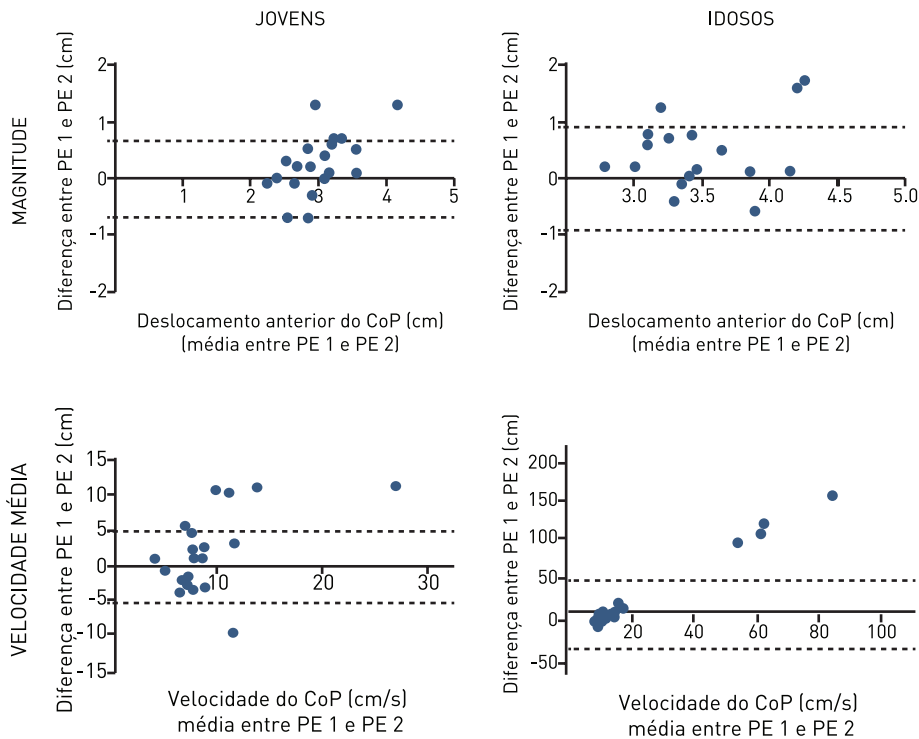 JOVENS
IDOSOS
MAGNITUDE
Diferença entre PE 1 e PE 2 (cm)
2
1
0
-1
-2
1 2 3 4 5
Deslocamento anterior do CoP (cm)
(média entre PE 1 e PE 2)
Diferença entre PE 1 e PE 2 (cm)
2
1
0
-1
-2
3.0 3.5 4.0 4.5 5.0
Deslocamento anterior do CoP (cm)
(média entre PE 1 e PE 2)
VELOCIDADE MÉDIA
Diferença entre PE 1 e PE 2 (cm)
15
10
5
0
-5
-10
-15
10 20 30
Velocidade do CoP (cm/s)
média entre PE 1 e PE 2
Diferença entre PE 1 e PE 2 (cm)
200
150
100
50
0
-50
20 40 60 80 100
Velocidade do CoP (cm/s)
média entre PE 1 e PE 2